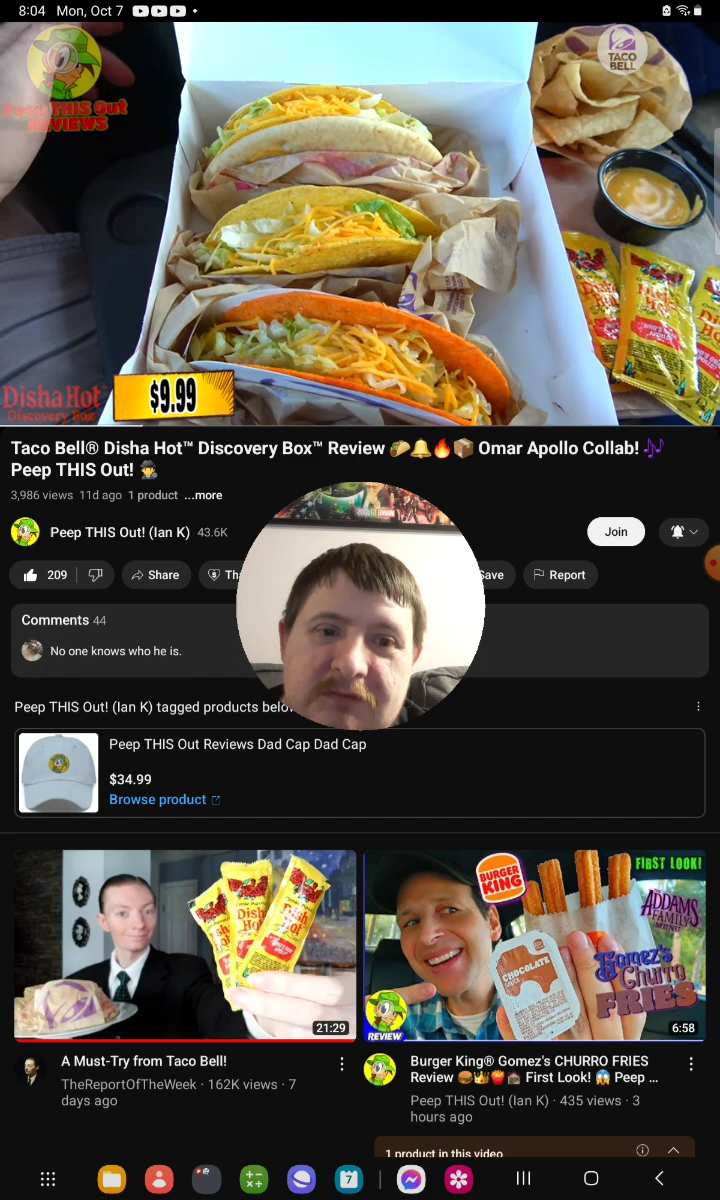 8:04 Mon, Oct 7
Peep THIS Out
REVIEWS
TACO
BELL
Disha Hot
Discovery Box
$9.99
Taco Bell® Disha Hot™ Discovery Box™ Review 🌮🔔🔥📦 Omar Apollo Collab! 🎶
Peep THIS Out! 🕵️
3,986 views 11d ago 1 product ...more
Peep THIS Out! (Ian K) 43.6K
Join
209
Share
Th
Save
Report
Comments 44
No one knows who he is.
Peep THIS Out! (Ian K) tagged products belo
Peep THIS Out Reviews Dad Cap Dad Cap
$34.99
Browse product
Disha
Hot
21:29
BURGER
KING
FIRST LOOK!
ADDAMS
FAMILY
MENU
CHOCOLATE
Gomez's
Churro
FRIES
REVIEW
6:58
A Must-Try from Taco Bell!
TheReportOfTheWeek · 162K views · 7
days ago
Burger King® Gomez's CHURRO FRIES
Review 🍔👑🍟🏚️ First Look! 😱 Peep ...
Peep THIS Out! (Ian K) · 435 views · 3
hours ago
1 product in this video
7